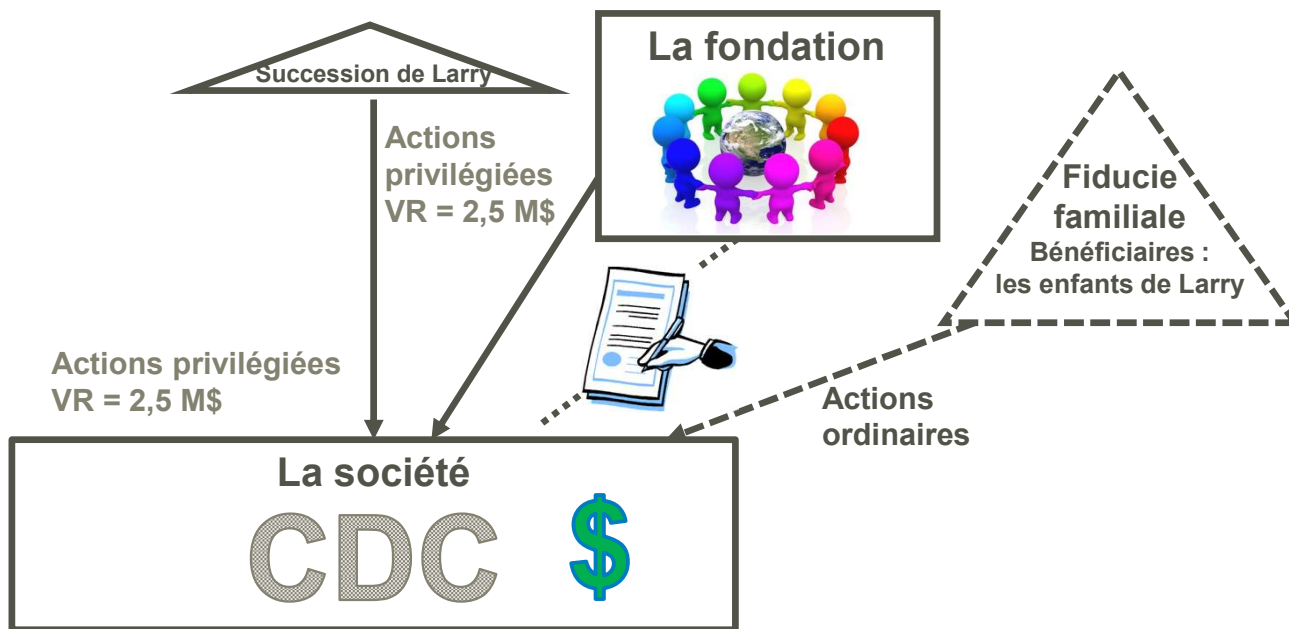 La fondation
Succession de Larry
Actions
privilégiées
VR = 2,5 M$
Fiducie
familiale
Bénéficiaires :
les enfants de Larry
Actions privilégiées
VR = 2,5 M$
Actions
ordinaires
La société
CDC $